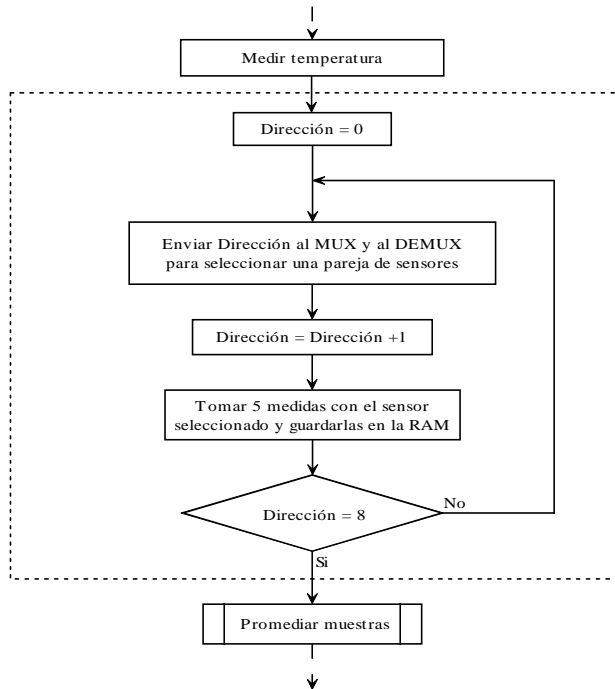 Medir temperatura
Dirección = 0
Enviar Dirección al MUX y al DEMUX
para seleccionar una pareja de sensores
Dirección = Dirección +1
Tomar 5 medidas con el sensor
seleccionado y guardarlas en la RAM
Dirección = 8
No
Si
Promediar muestras